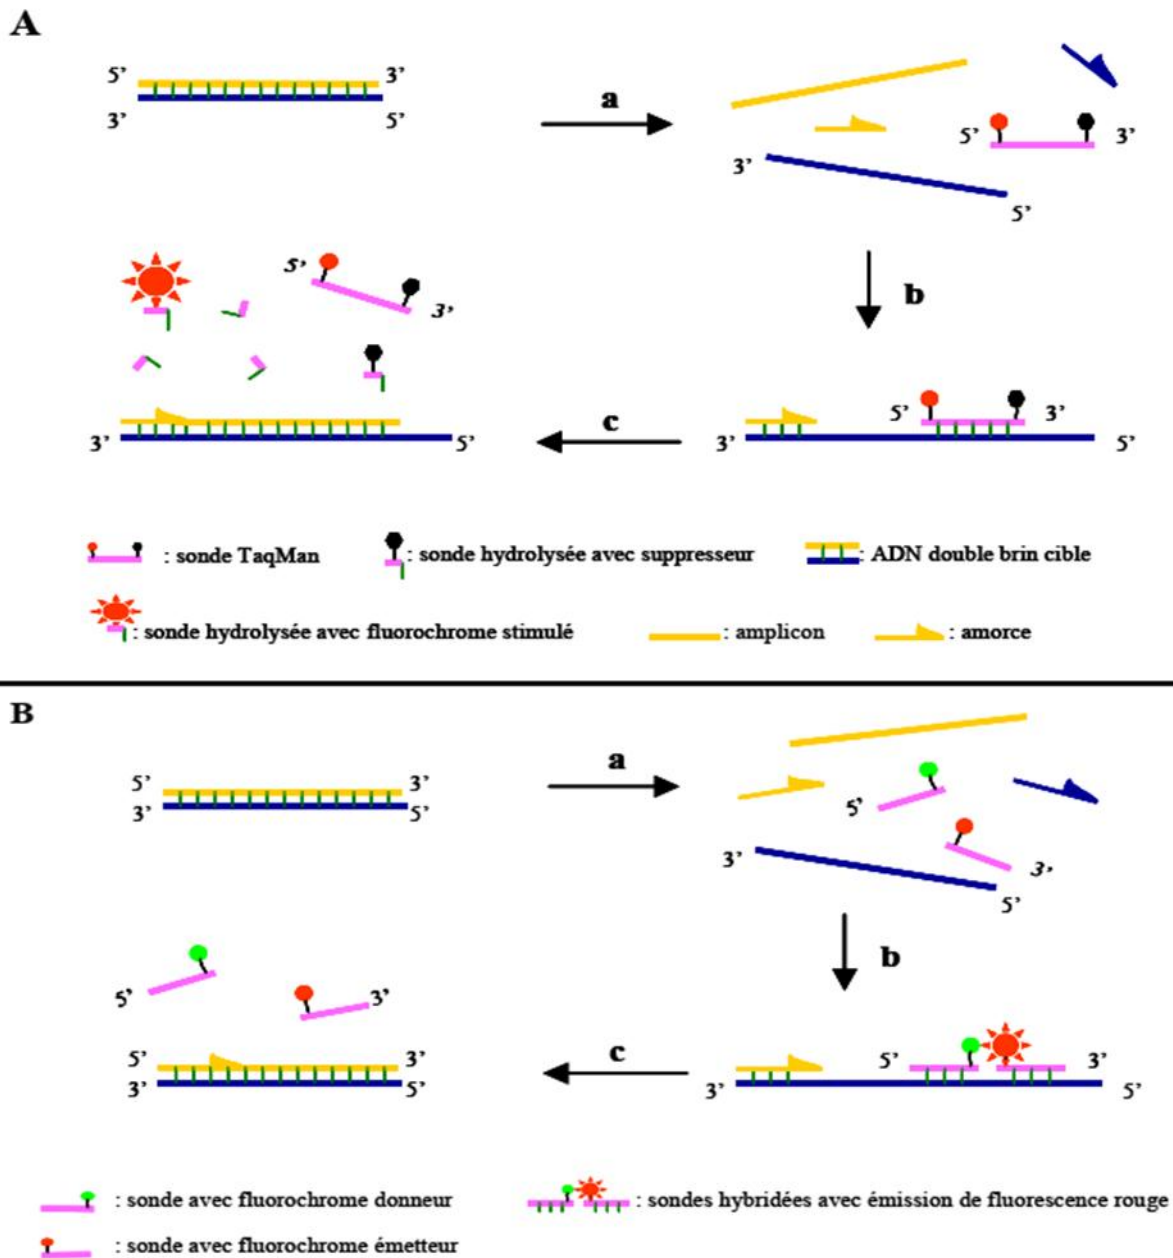 A
5’ 3’
3’ 5’
a
5’ 3’
3’
5’
b
5’
3’
5’ 3’
3’ 5’
c
3’ 5’
: sonde TaqMan
: sonde hydrolysée avec suppresseur
: ADN double brin cible
: sonde hydrolysée avec fluorochrome stimulé
: amplicon
: amorce
B
5’ 3’
3’ 5’
a
5’
3’
3’
5’
b
5’ 3’
3’ 5’
c
5’
3’
5’ 3’
3’ 5’
: sonde avec fluorochrome donneur
: sondes hybridées avec émission de fluorescence rouge
: sonde avec fluorochrome émetteur